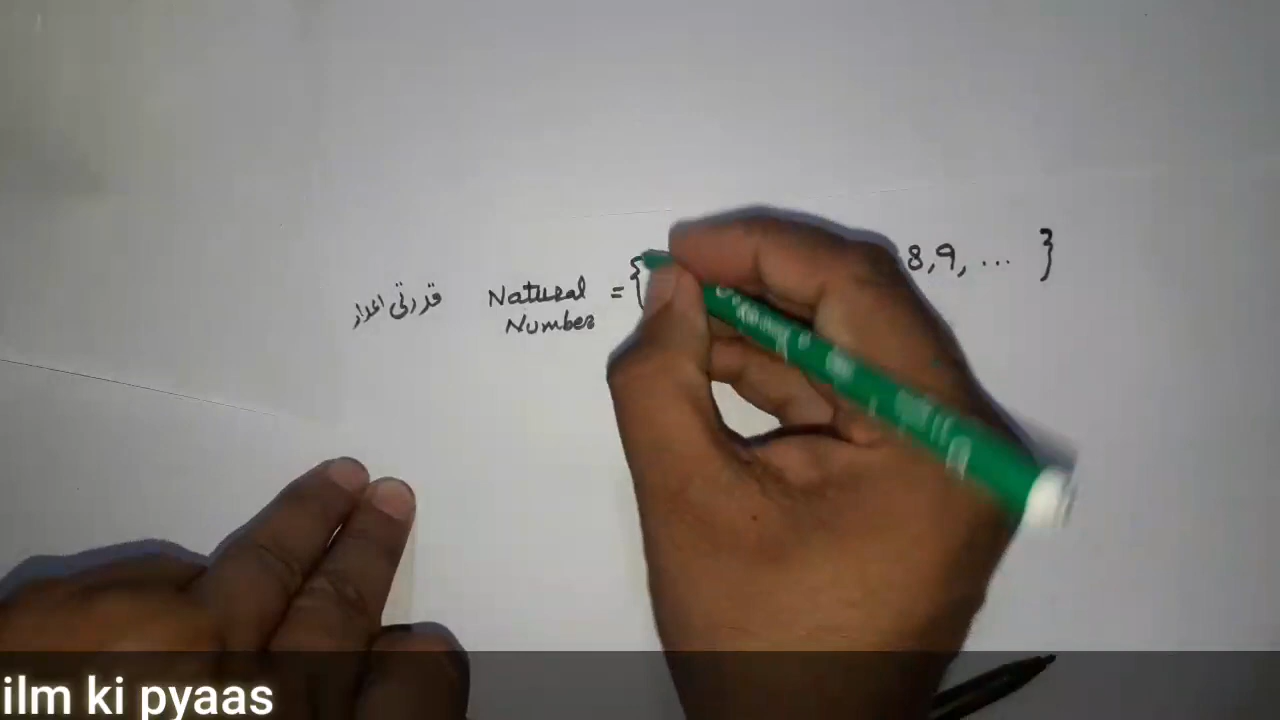 قدرتی اعداد Natural = { 8,9, ... }
Number
ilm ki pyaas